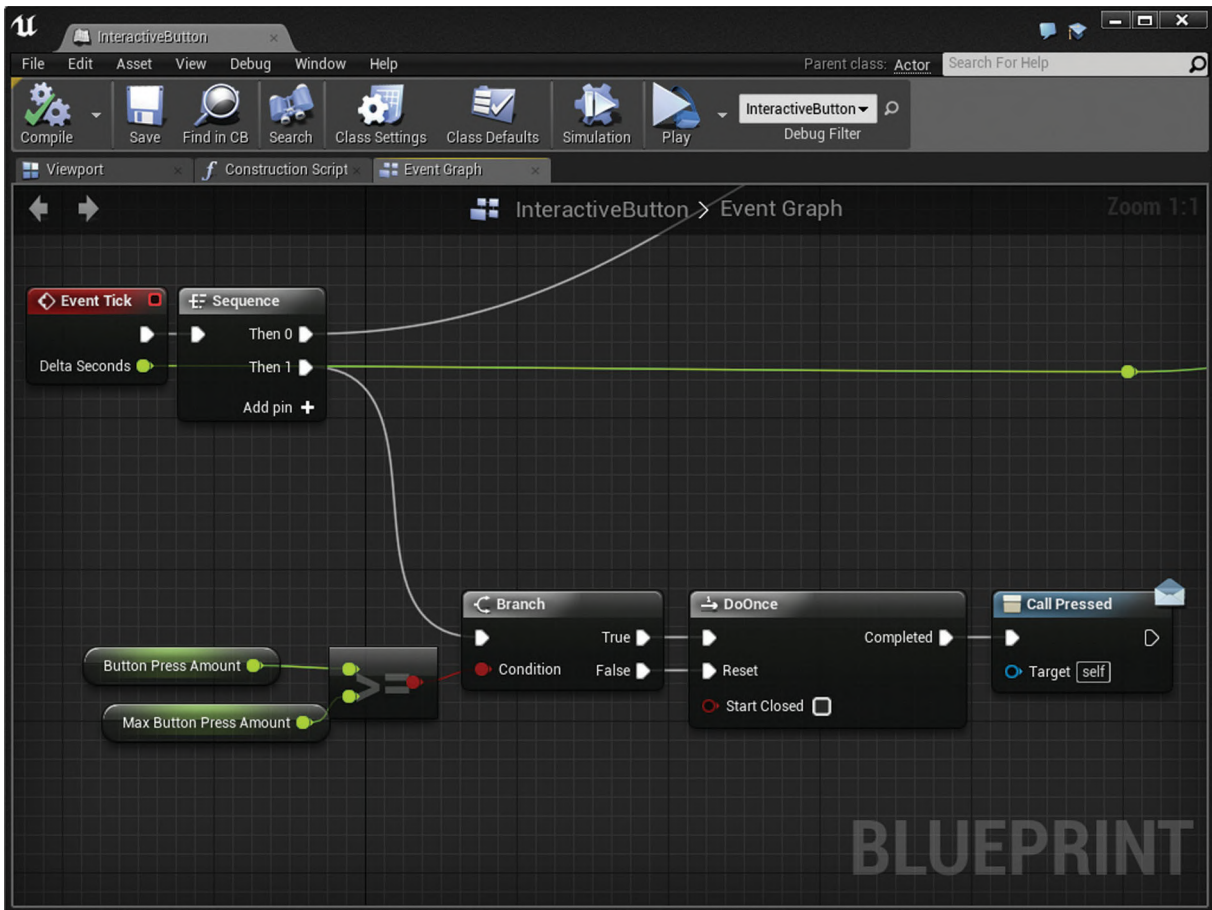 InteractiveButton
File Edit Asset View Debug Window Help Parent class: Actor Search For Help
Compile Save Find in CB Search Class Settings Class Defaults Simulation Play InteractiveButton
Debug Filter
Viewport Construction Script Event Graph
InteractiveButton > Event Graph Zoom 1:1
Event Tick Sequence
Then 0
Delta Seconds Then 1
Add pin
Branch DoOnce Call Pressed
True Completed
Button Press Amount >= Condition False Reset Target self
Start Closed
Max Button Press Amount
BLUEPRINT